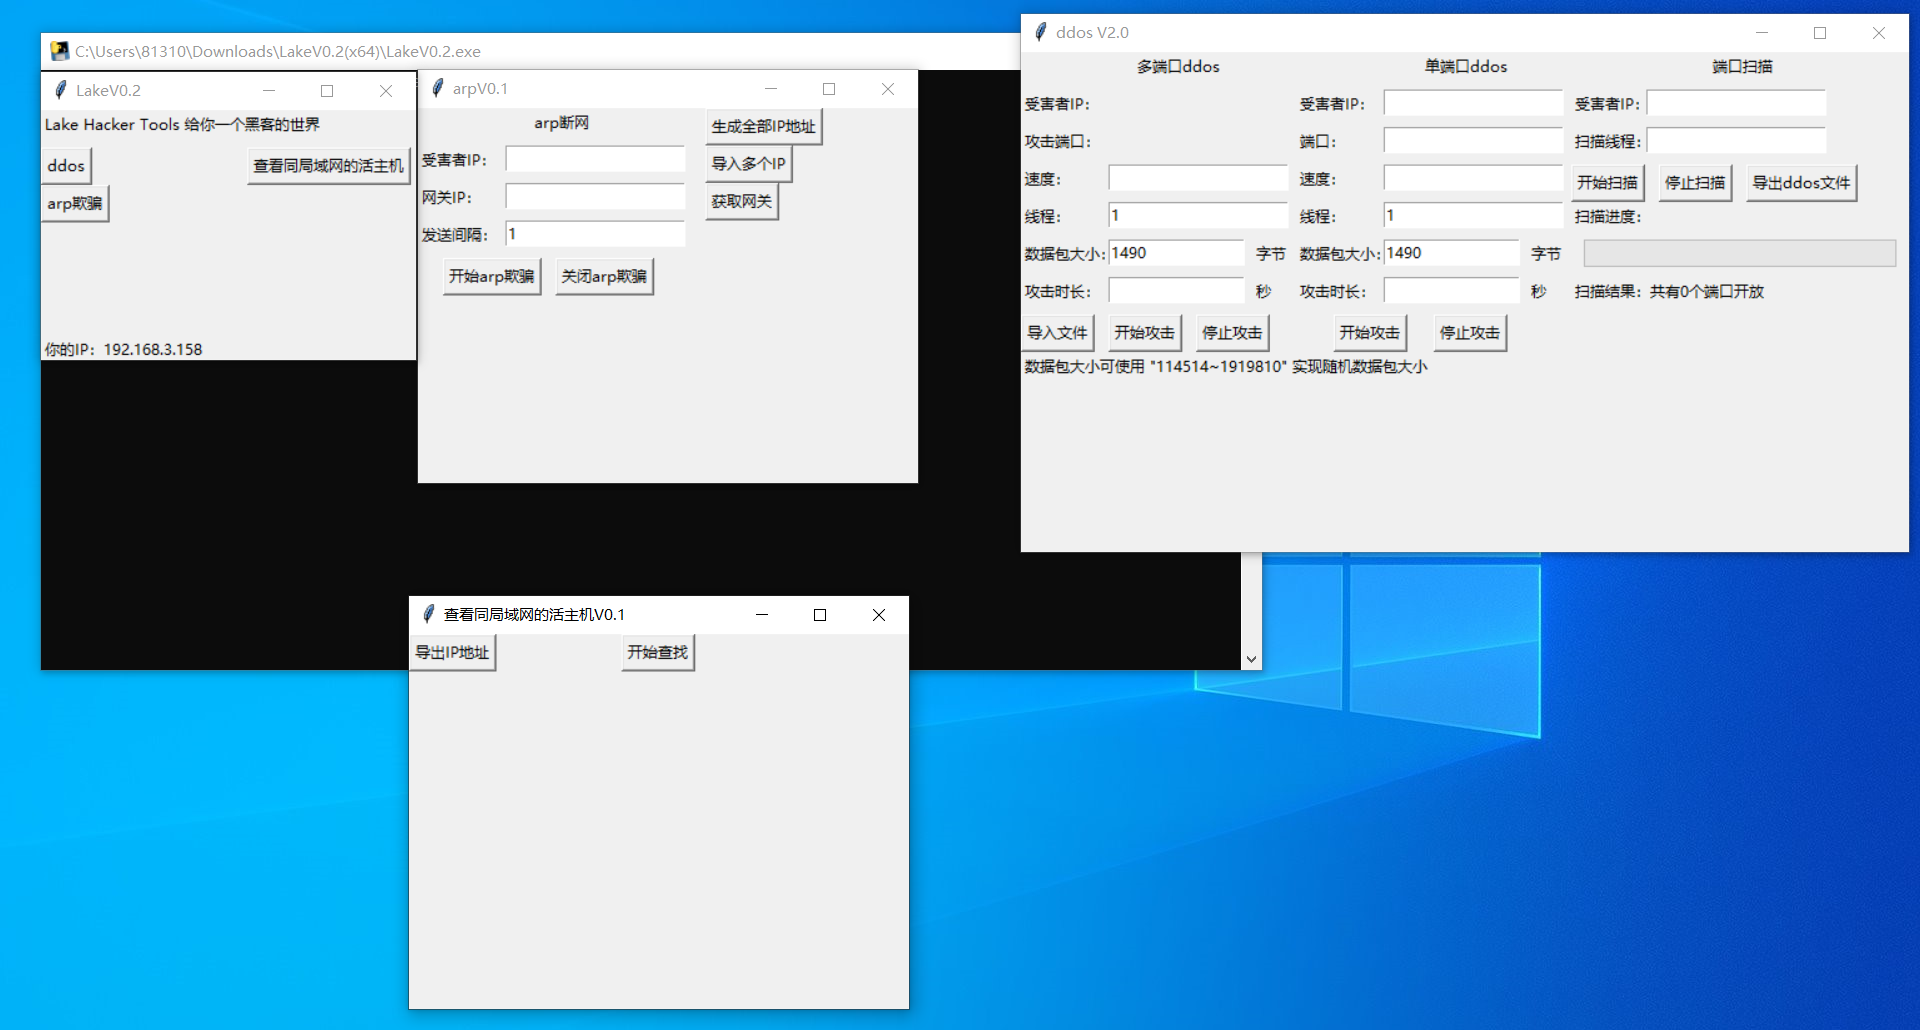 C:\Users\81310\Downloads\LakeV0.2(x64)\LakeV0.2.exe
LakeV0.2
Lake Hacker Tools 给你一个黑客的世界
ddos
查看同局域网的活主机
arp欺骗
你的IP：192.168.3.158
arpV0.1
arp断网
生成全部IP地址
受害者IP：
导入多个IP
网关IP：
获取网关
发送间隔：
1
开始arp欺骗
关闭arp欺骗
ddos V2.0
多端口ddos
受害者IP：
攻击端口：
速度：
线程：
1
数据包大小：
1490
字节
攻击时长：
秒
导入文件
开始攻击
停止攻击
单端口ddos
受害者IP：
端口：
速度：
线程：
1
数据包大小：
1490
字节
攻击时长：
秒
开始攻击
停止攻击
端口扫描
受害者IP：
扫描线程：
开始扫描
停止扫描
导出ddos文件
扫描进度：
扫描结果：共有0个端口开放
数据包大小可使用 "114514~1919810" 实现随机数据包大小
查看同局域网的活主机V0.1
导出IP地址
开始查找